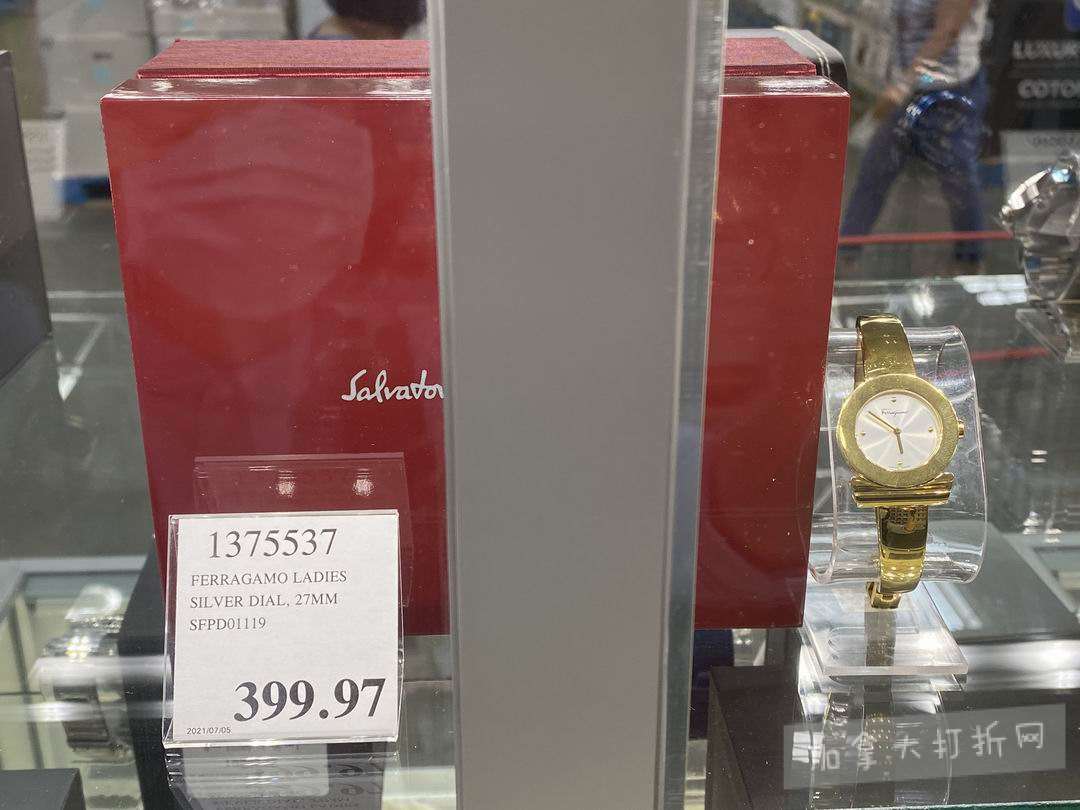 LUXUR
COTO
Salvator
Ferragamo
1375537
FERRAGAMO LADIES
SILVER DIAL, 27MM
SFPD01119
399.97
2021/07/05
加拿大打折网